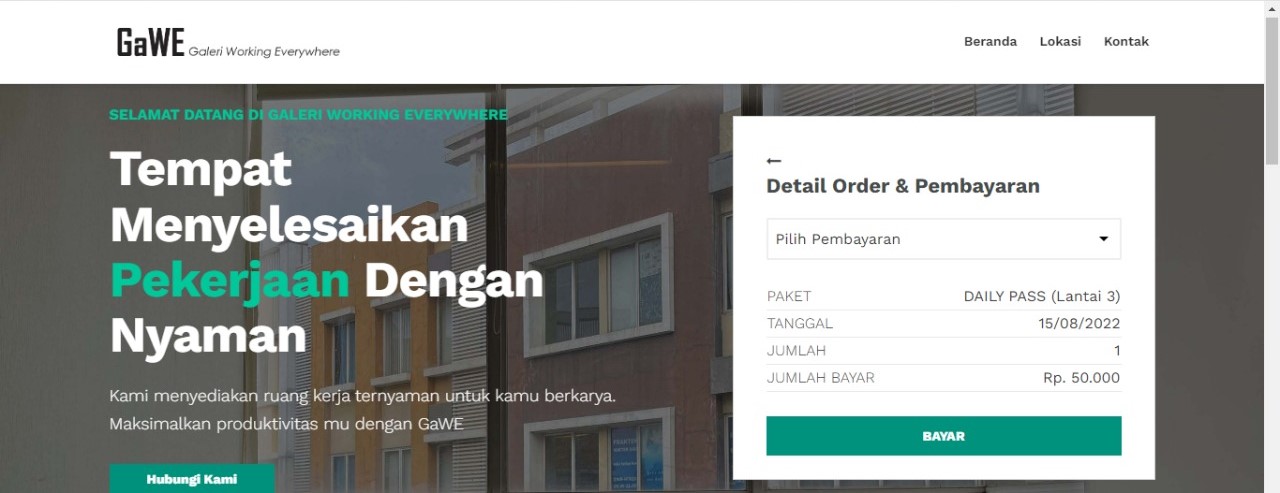 GaWE Galeri Working Everywhere
Beranda Lokasi Kontak
SELAMAT DATANG DI GALERI WORKING EVERYWHERE
Tempat
Menyelesaikan
Pekerjaan Dengan
Nyaman
Kami menyediakan ruang kerja ternyaman untuk kamu berkarya.
Maksimalkan produktivitas mu dengan GaWE
Hubungi Kami
←
Detail Order & Pembayaran
Pilih Pembayaran
PAKET DAILY PASS (Lantai 3)
TANGGAL 15/08/2022
JUMLAH 1
JUMLAH BAYAR Rp. 50.000
BAYAR